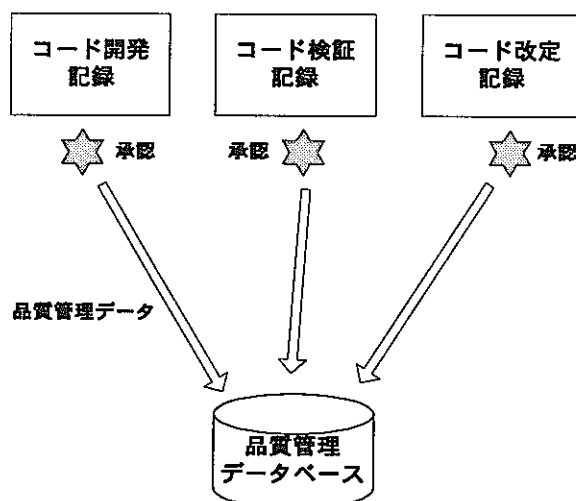 コード開発
記録
コード検証
記録
コード改定
記録
承認
承認
承認
品質管理データ
品質管理
データベース